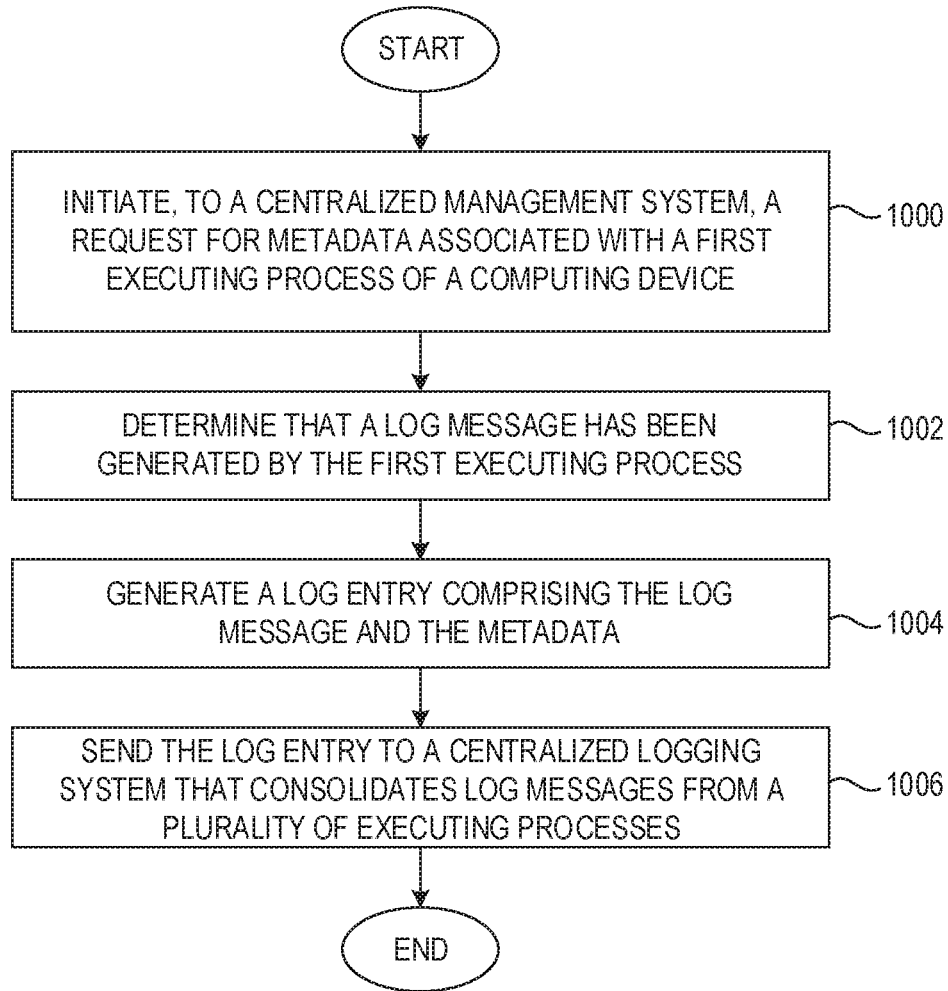 START
INITIATE, TO A CENTRALIZED MANAGEMENT SYSTEM, A
REQUEST FOR METADATA ASSOCIATED WITH A FIRST
EXECUTING PROCESS OF A COMPUTING DEVICE
1000
DETERMINE THAT A LOG MESSAGE HAS BEEN
GENERATED BY THE FIRST EXECUTING PROCESS
1002
GENERATE A LOG ENTRY COMPRISING THE LOG
MESSAGE AND THE METADATA
1004
SEND THE LOG ENTRY TO A CENTRALIZED LOGGING
SYSTEM THAT CONSOLIDATES LOG MESSAGES FROM A
PLURALITY OF EXECUTING PROCESSES
1006
END